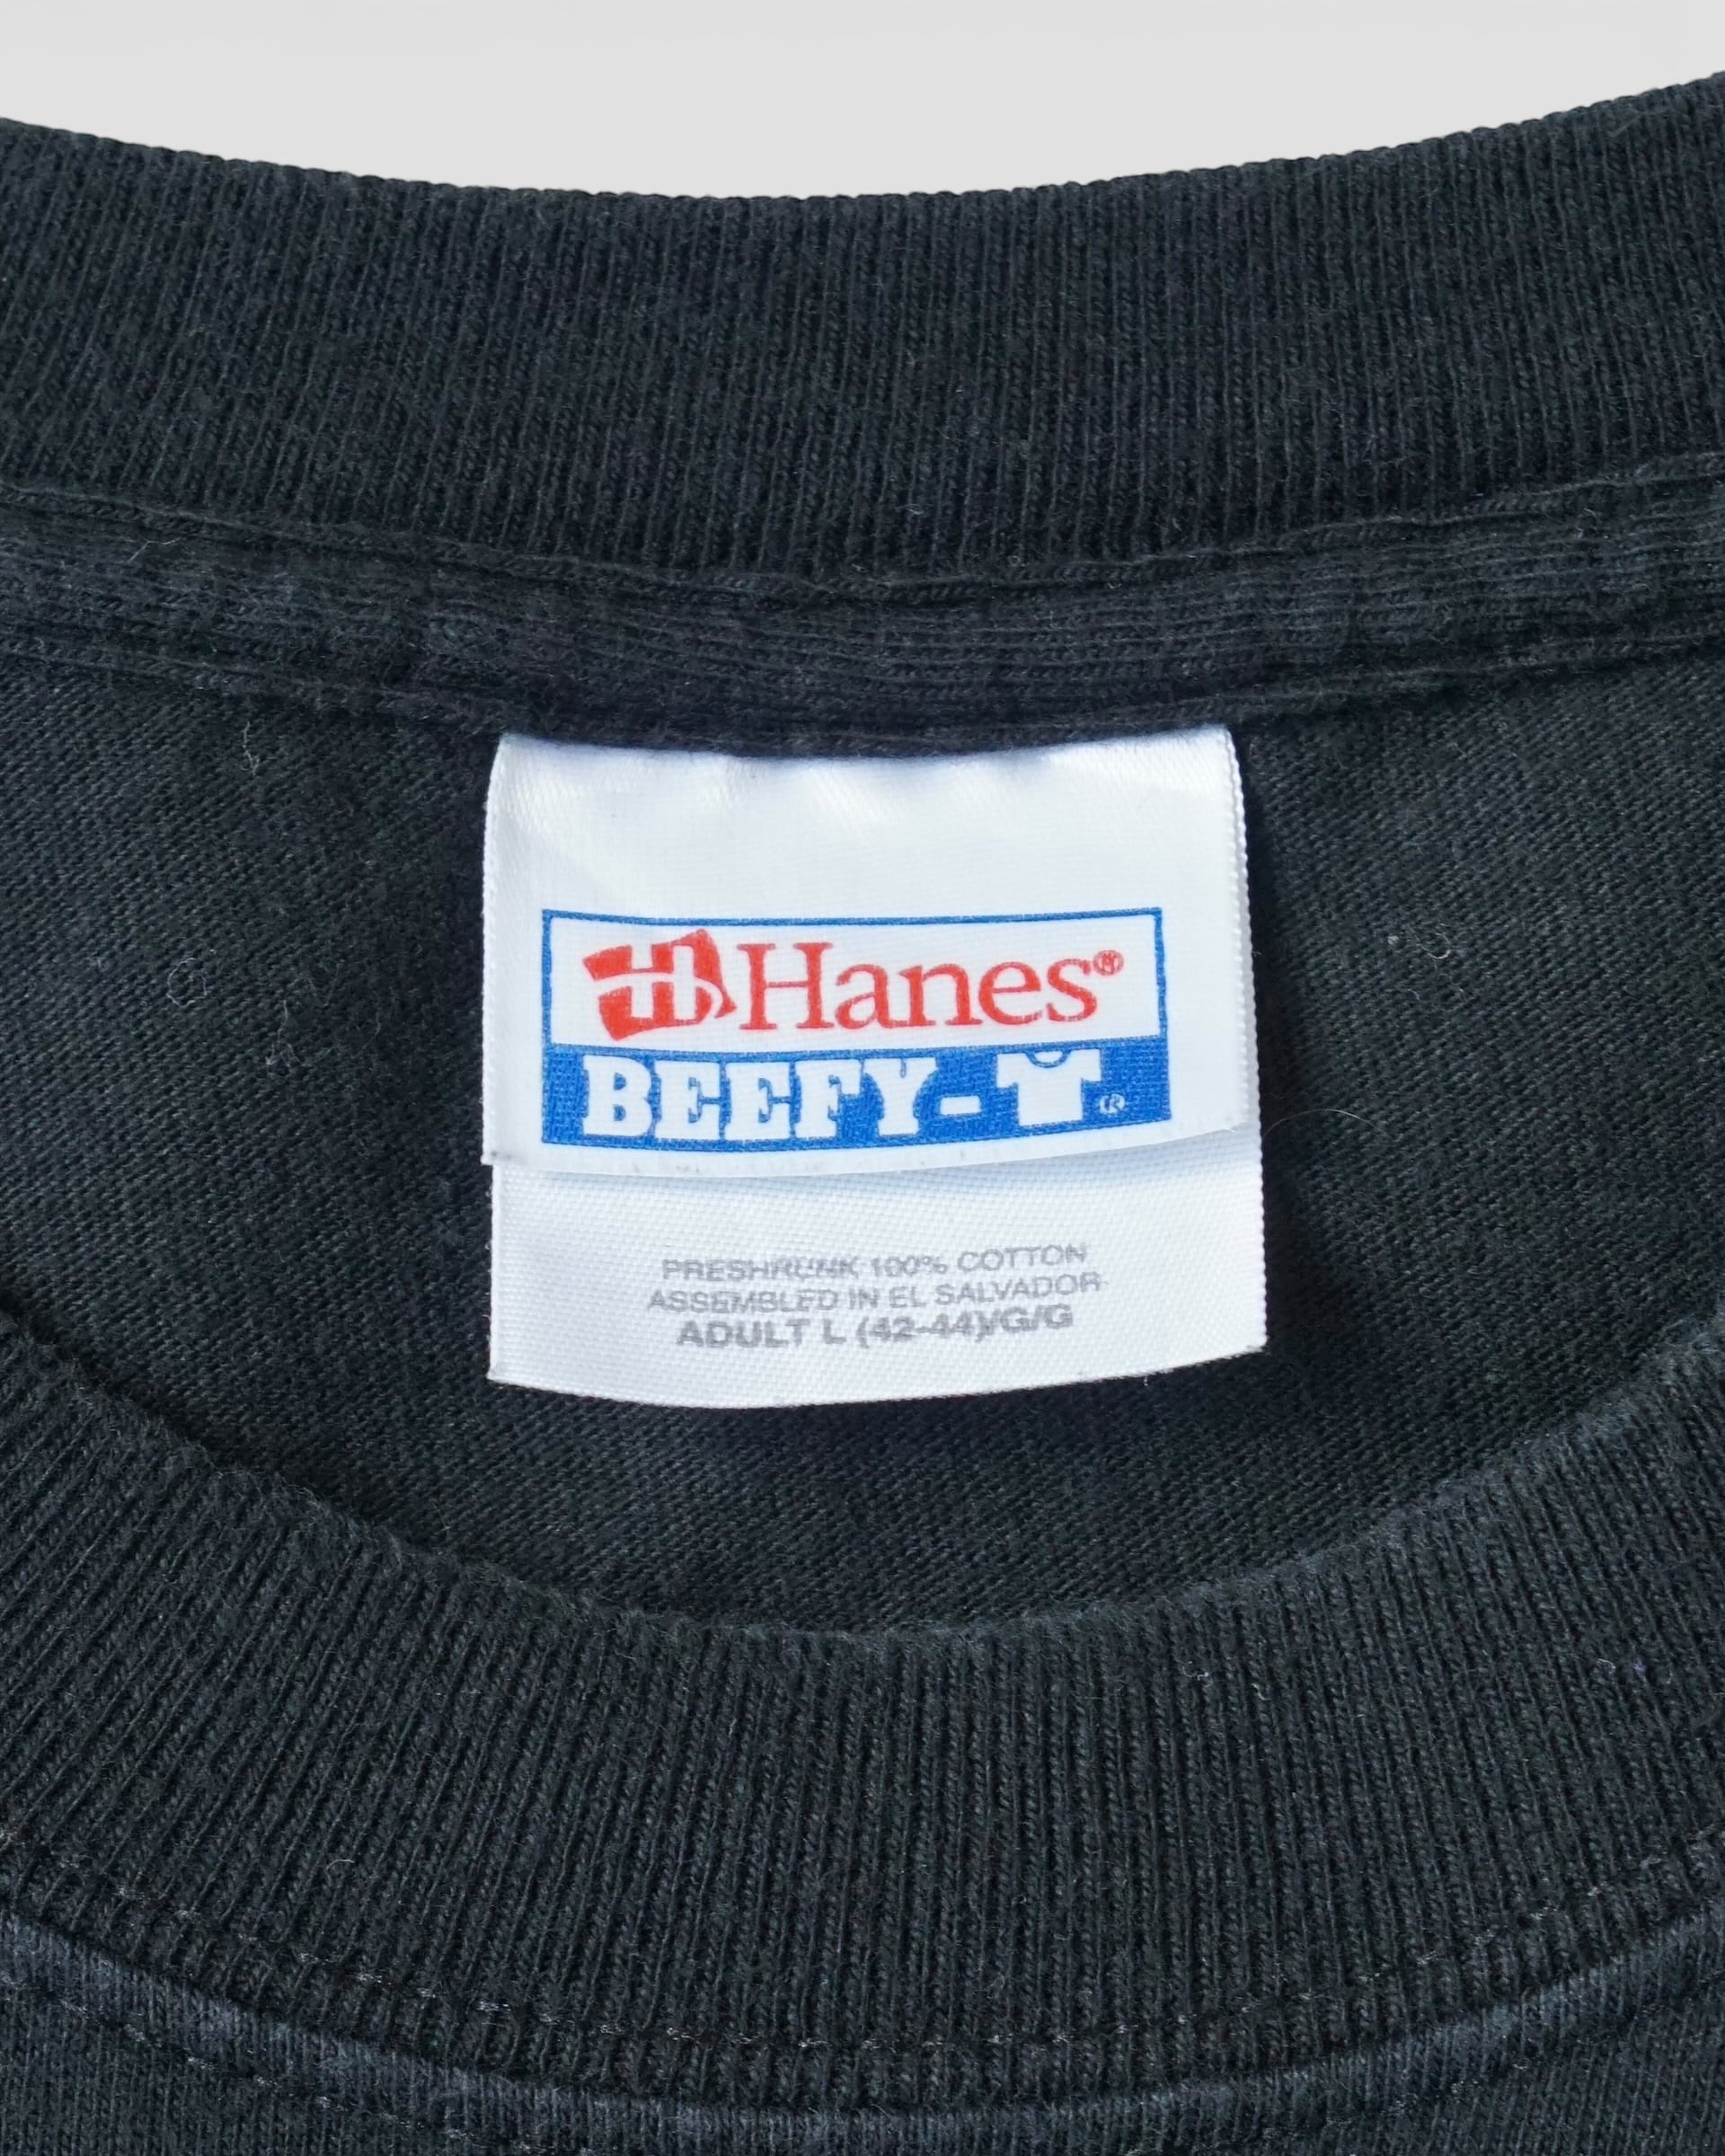 Hanes®
BEEFY-T®
PRESHRUNK 100% COTTON
ASSEMBLED IN EL SALVADOR
ADULT L (42-44)/G/G